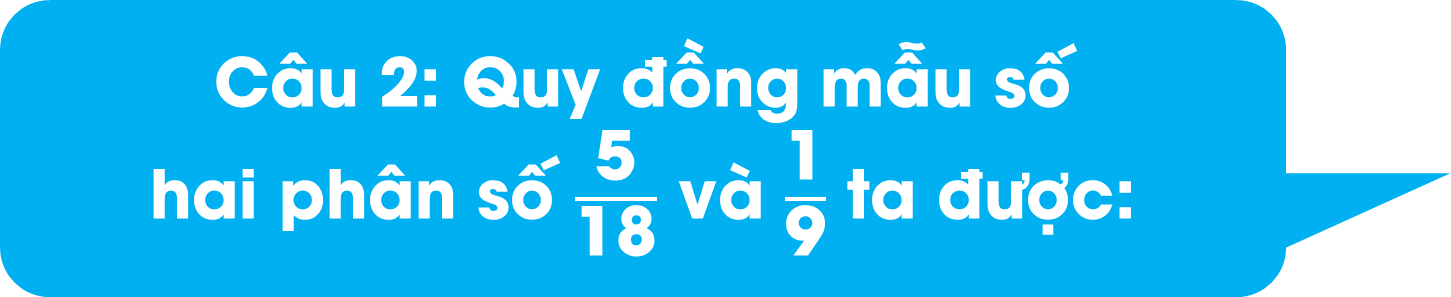 Câu 2: Quy đồng mẫu số
hai phân số 5/18 và 1/9 ta được: